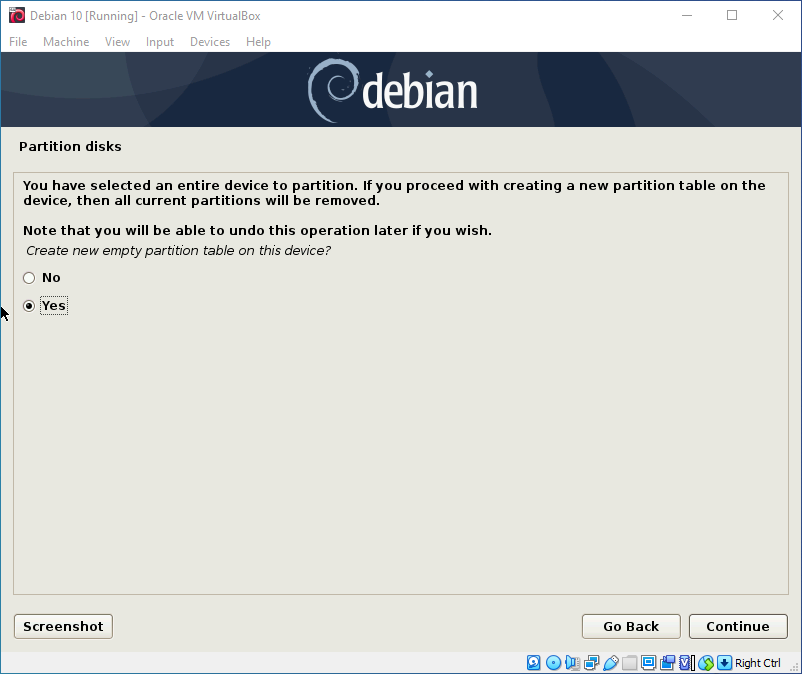 Debian 10 [Running] - Oracle VM VirtualBox
File Machine View Input Devices Help
debian
Partition disks
You have selected an entire device to partition. If you proceed with creating a new partition table on the
device, then all current partitions will be removed.
Note that you will be able to undo this operation later if you wish.
Create new empty partition table on this device?
No
Yes
Screenshot Go Back Continue
Right Ctrl